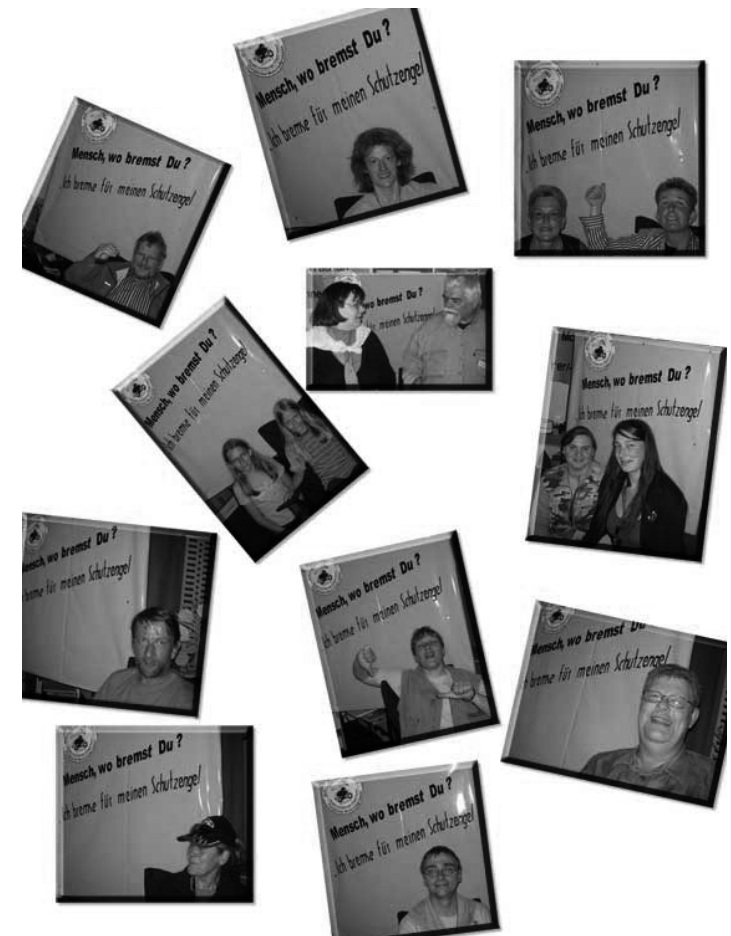 Mensch, wo bremst Du ?
...Ich bremse für meinen Schutzengel
Mensch, wo bremst Du ?
...Ich bremse für meinen Schutzengel
Mensch, wo bremst Du ?
...Ich bremse für meinen Schutzengel
wo bremst Du ?
für meinen Schutzengel
Mensch, wo bremst Du ?
Ich bremse für meinen Schutzengel
Mensch, wo bremst Du ?
...Ich bremse für meinen Schutzengel
Mensch, wo bremst Du ?
ch bremse für meinen Schutzengel
Mensch, wo bremst Du ?
Ich bremse für meinen Schutzengel
Mensch, wo bremst Du
ch bremse für meinen Schutzengel
Mensch, wo bremst Du ?
Ich bremse für meinen Schutzengel
Mensch, wo bremst Du ?
...Ich bremse für meinen Schutzengel